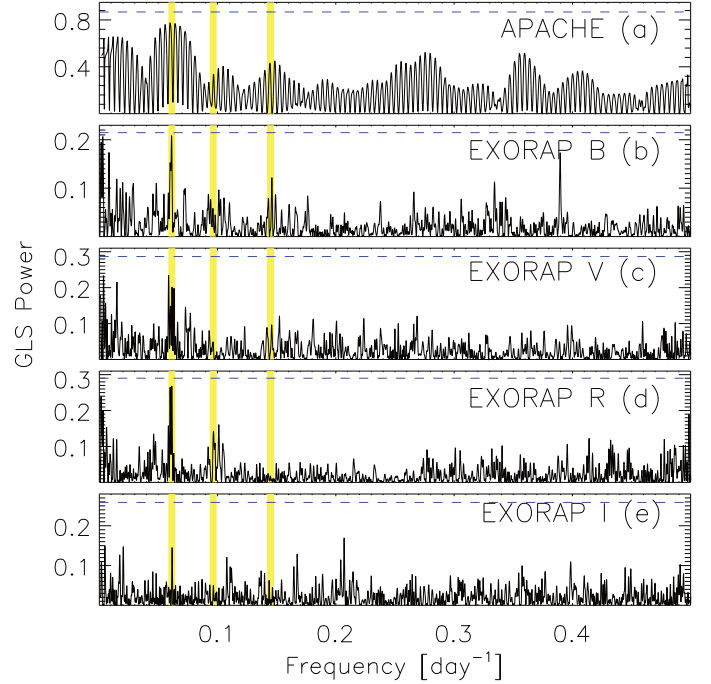 APACHE (a)
0.8
0.4
EXORAP B (b)
0.2
0.1
EXORAP V (c)
0.3
0.2
0.1
EXORAP R (d)
0.3
0.2
0.1
EXORAP I (e)
0.2
0.1
GLS Power
0.1 0.2 0.3 0.4
Frequency [day⁻¹]